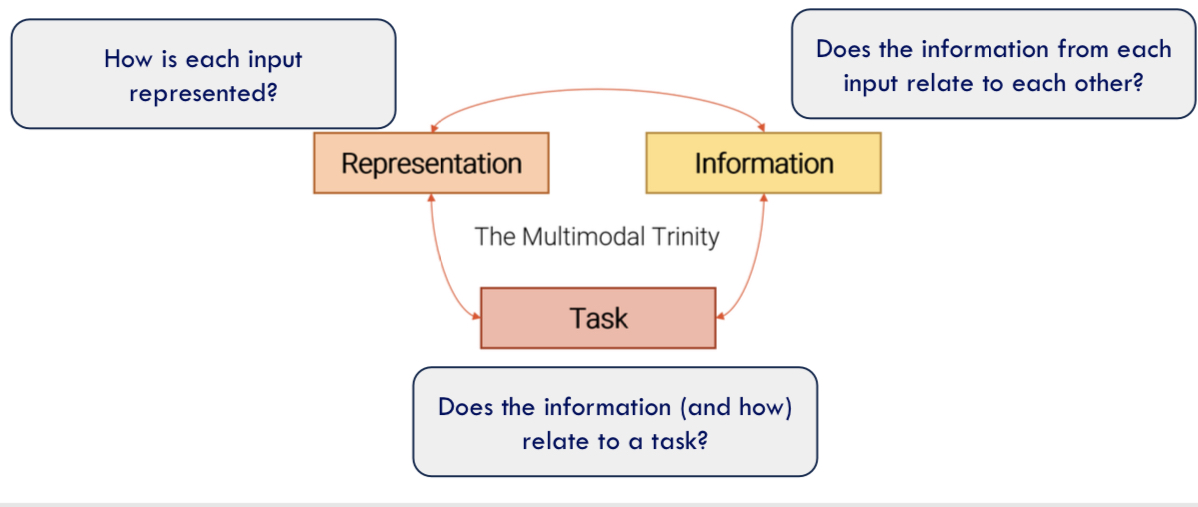 How is each input
represented?
Does the information from each
input relate to each other?
Representation
Information
The Multimodal Trinity
Task
Does the information (and how)
relate to a task?